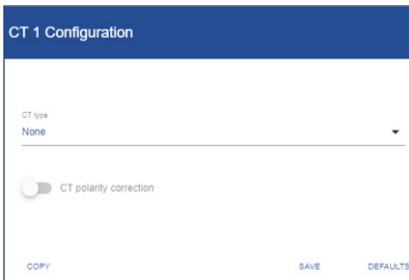 CT 1 Configuration
CT type
None
CT polarity correction
COPY SAVE DEFAULTS